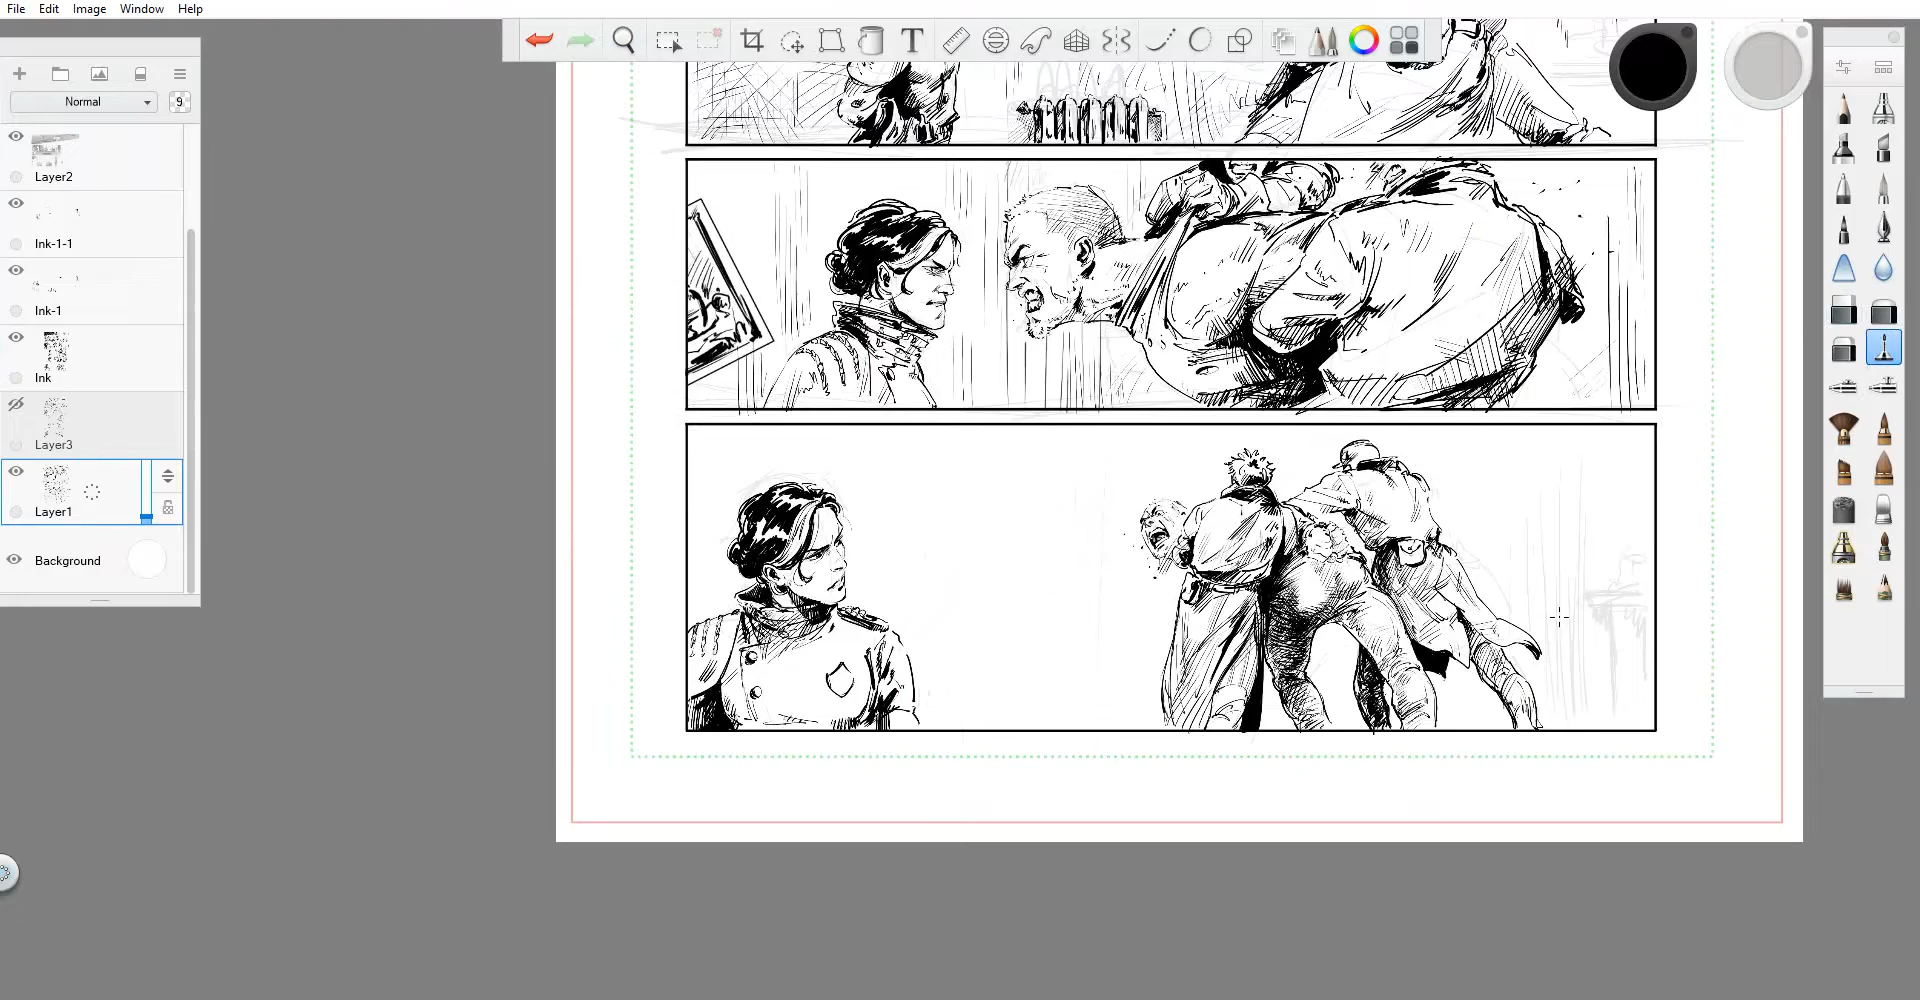 File Edit Image Window Help
Normal
9
Layer2
Ink-1-1
Ink-1
Ink
Layer3
Layer1
Background